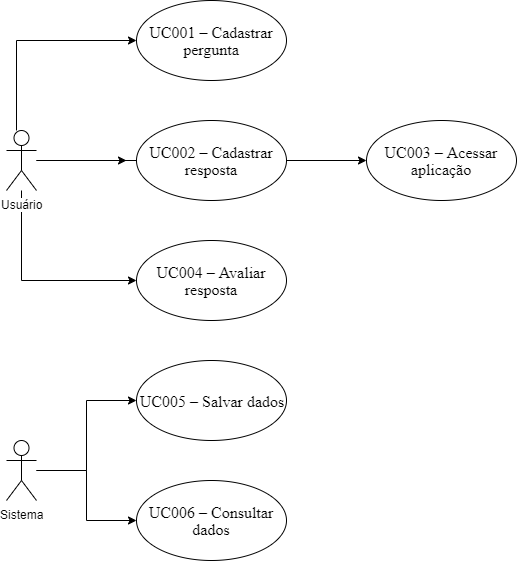 UC001 – Cadastrar
pergunta
UC002 – Cadastrar
resposta
UC003 – Acessar
aplicação
Usuário
UC004 – Avaliar
resposta
UC005 – Salvar dados
Sistema
UC006 – Consultar
dados